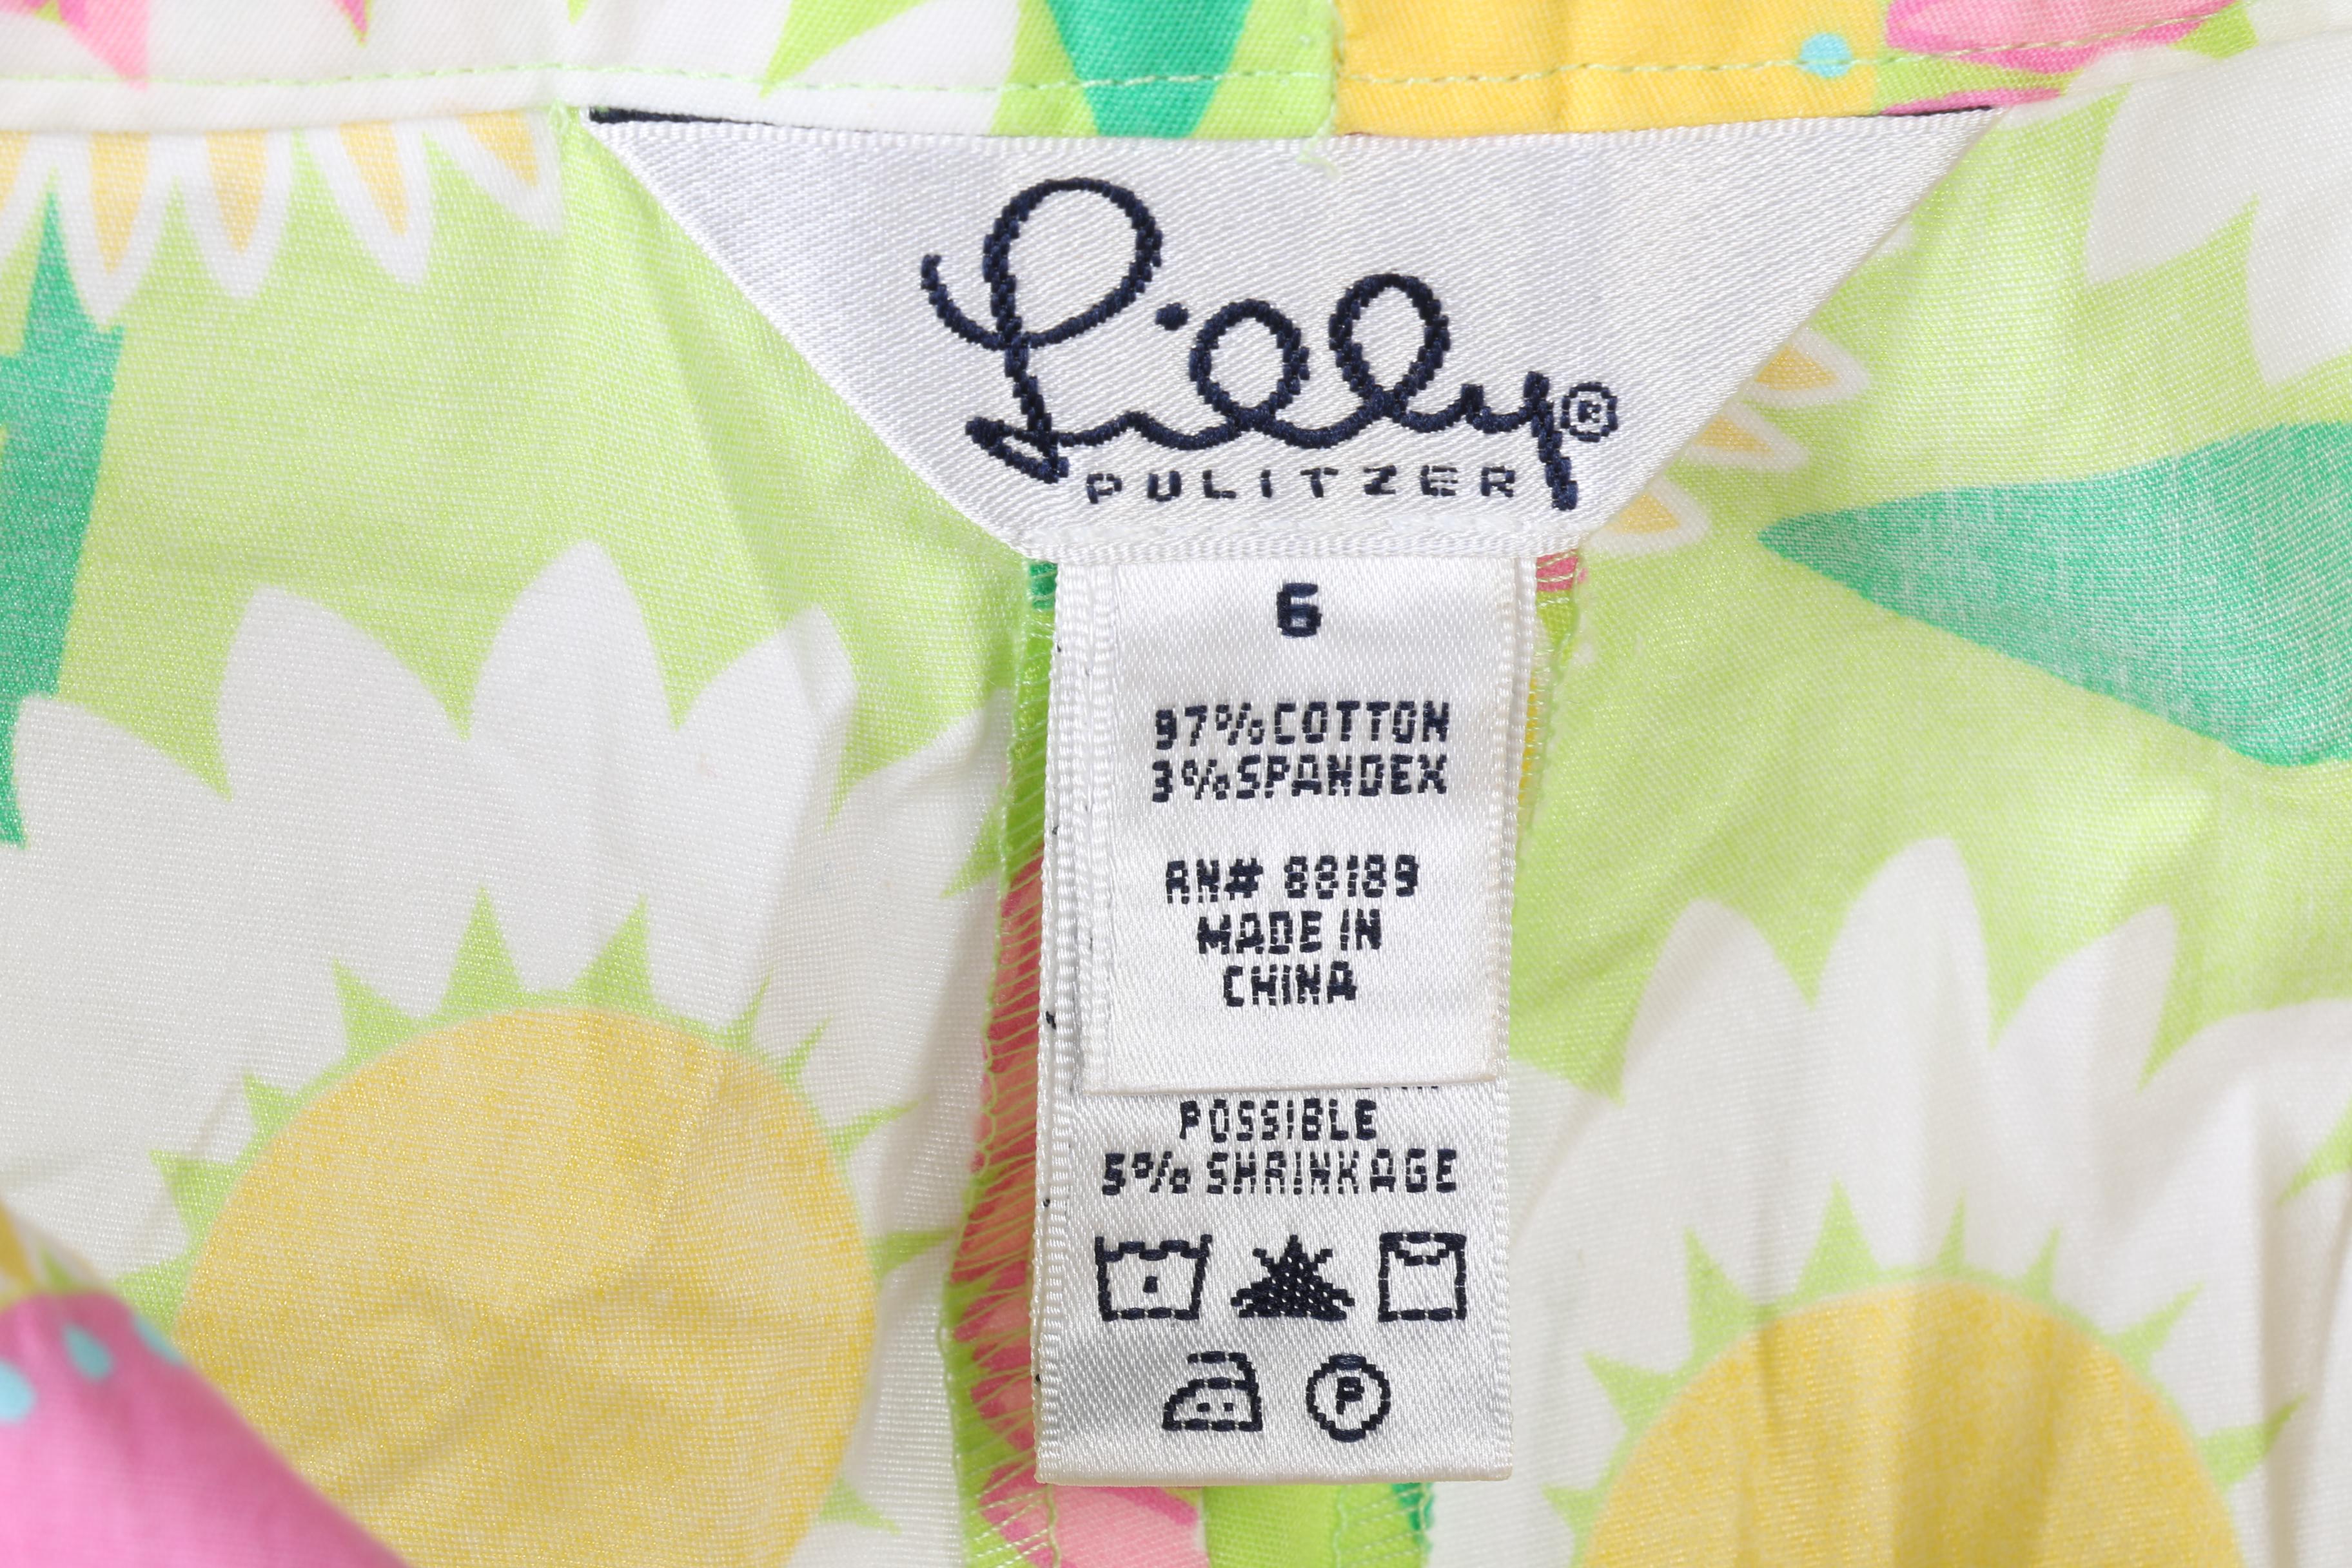 Lilly®
PULITZER
6
97% COTTON
3% SPANDEX
RN# 88189
MADE IN
CHINA
POSSIBLE
5% SHRINKAGE
P